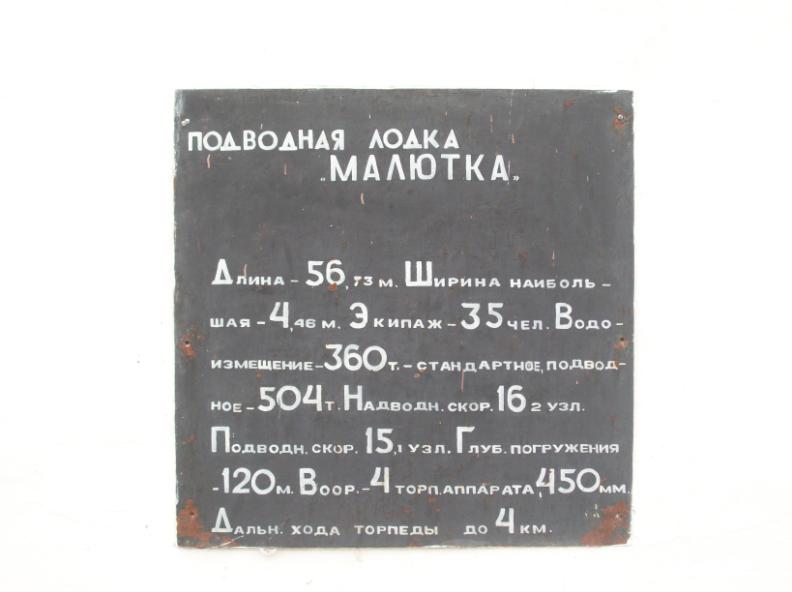 ПОДВОДНАЯ ЛОДКА
„МАЛЮТКА"
ДЛИНА - 56,73 М. ШИРИНА НАИБОЛЬ -
ШАЯ - 4,46 М. ЭКИПАЖ - 35 ЧЕЛ. ВОДО-
ИЗМЕЩЕНИЕ - 360 Т. - СТАНДАРТНОЕ, ПОДВОД-
НОЕ - 504 Т. НАДВОДН. СКОР. 16 2 УЗЛ.
ПОДВОДН. СКОР. 15,1 УЗЛ. ГЛУБ. ПОГРУЖЕНИЯ
- 120 М. ВООР. - 4 ТОРП. АППАРАТА, 450 ММ.
ДАЛЬН. ХОДА ТОРПЕДЫ ДО 4 КМ.